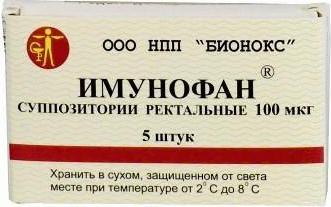 ООО НПП "БИОНОКС"
ИМУНОФАН®
СУППОЗИТОРИИ РЕКТАЛЬНЫЕ 100 мкг
5 штук
Хранить в сухом, защищенном от света
месте при температуре от 2°С до 8°С